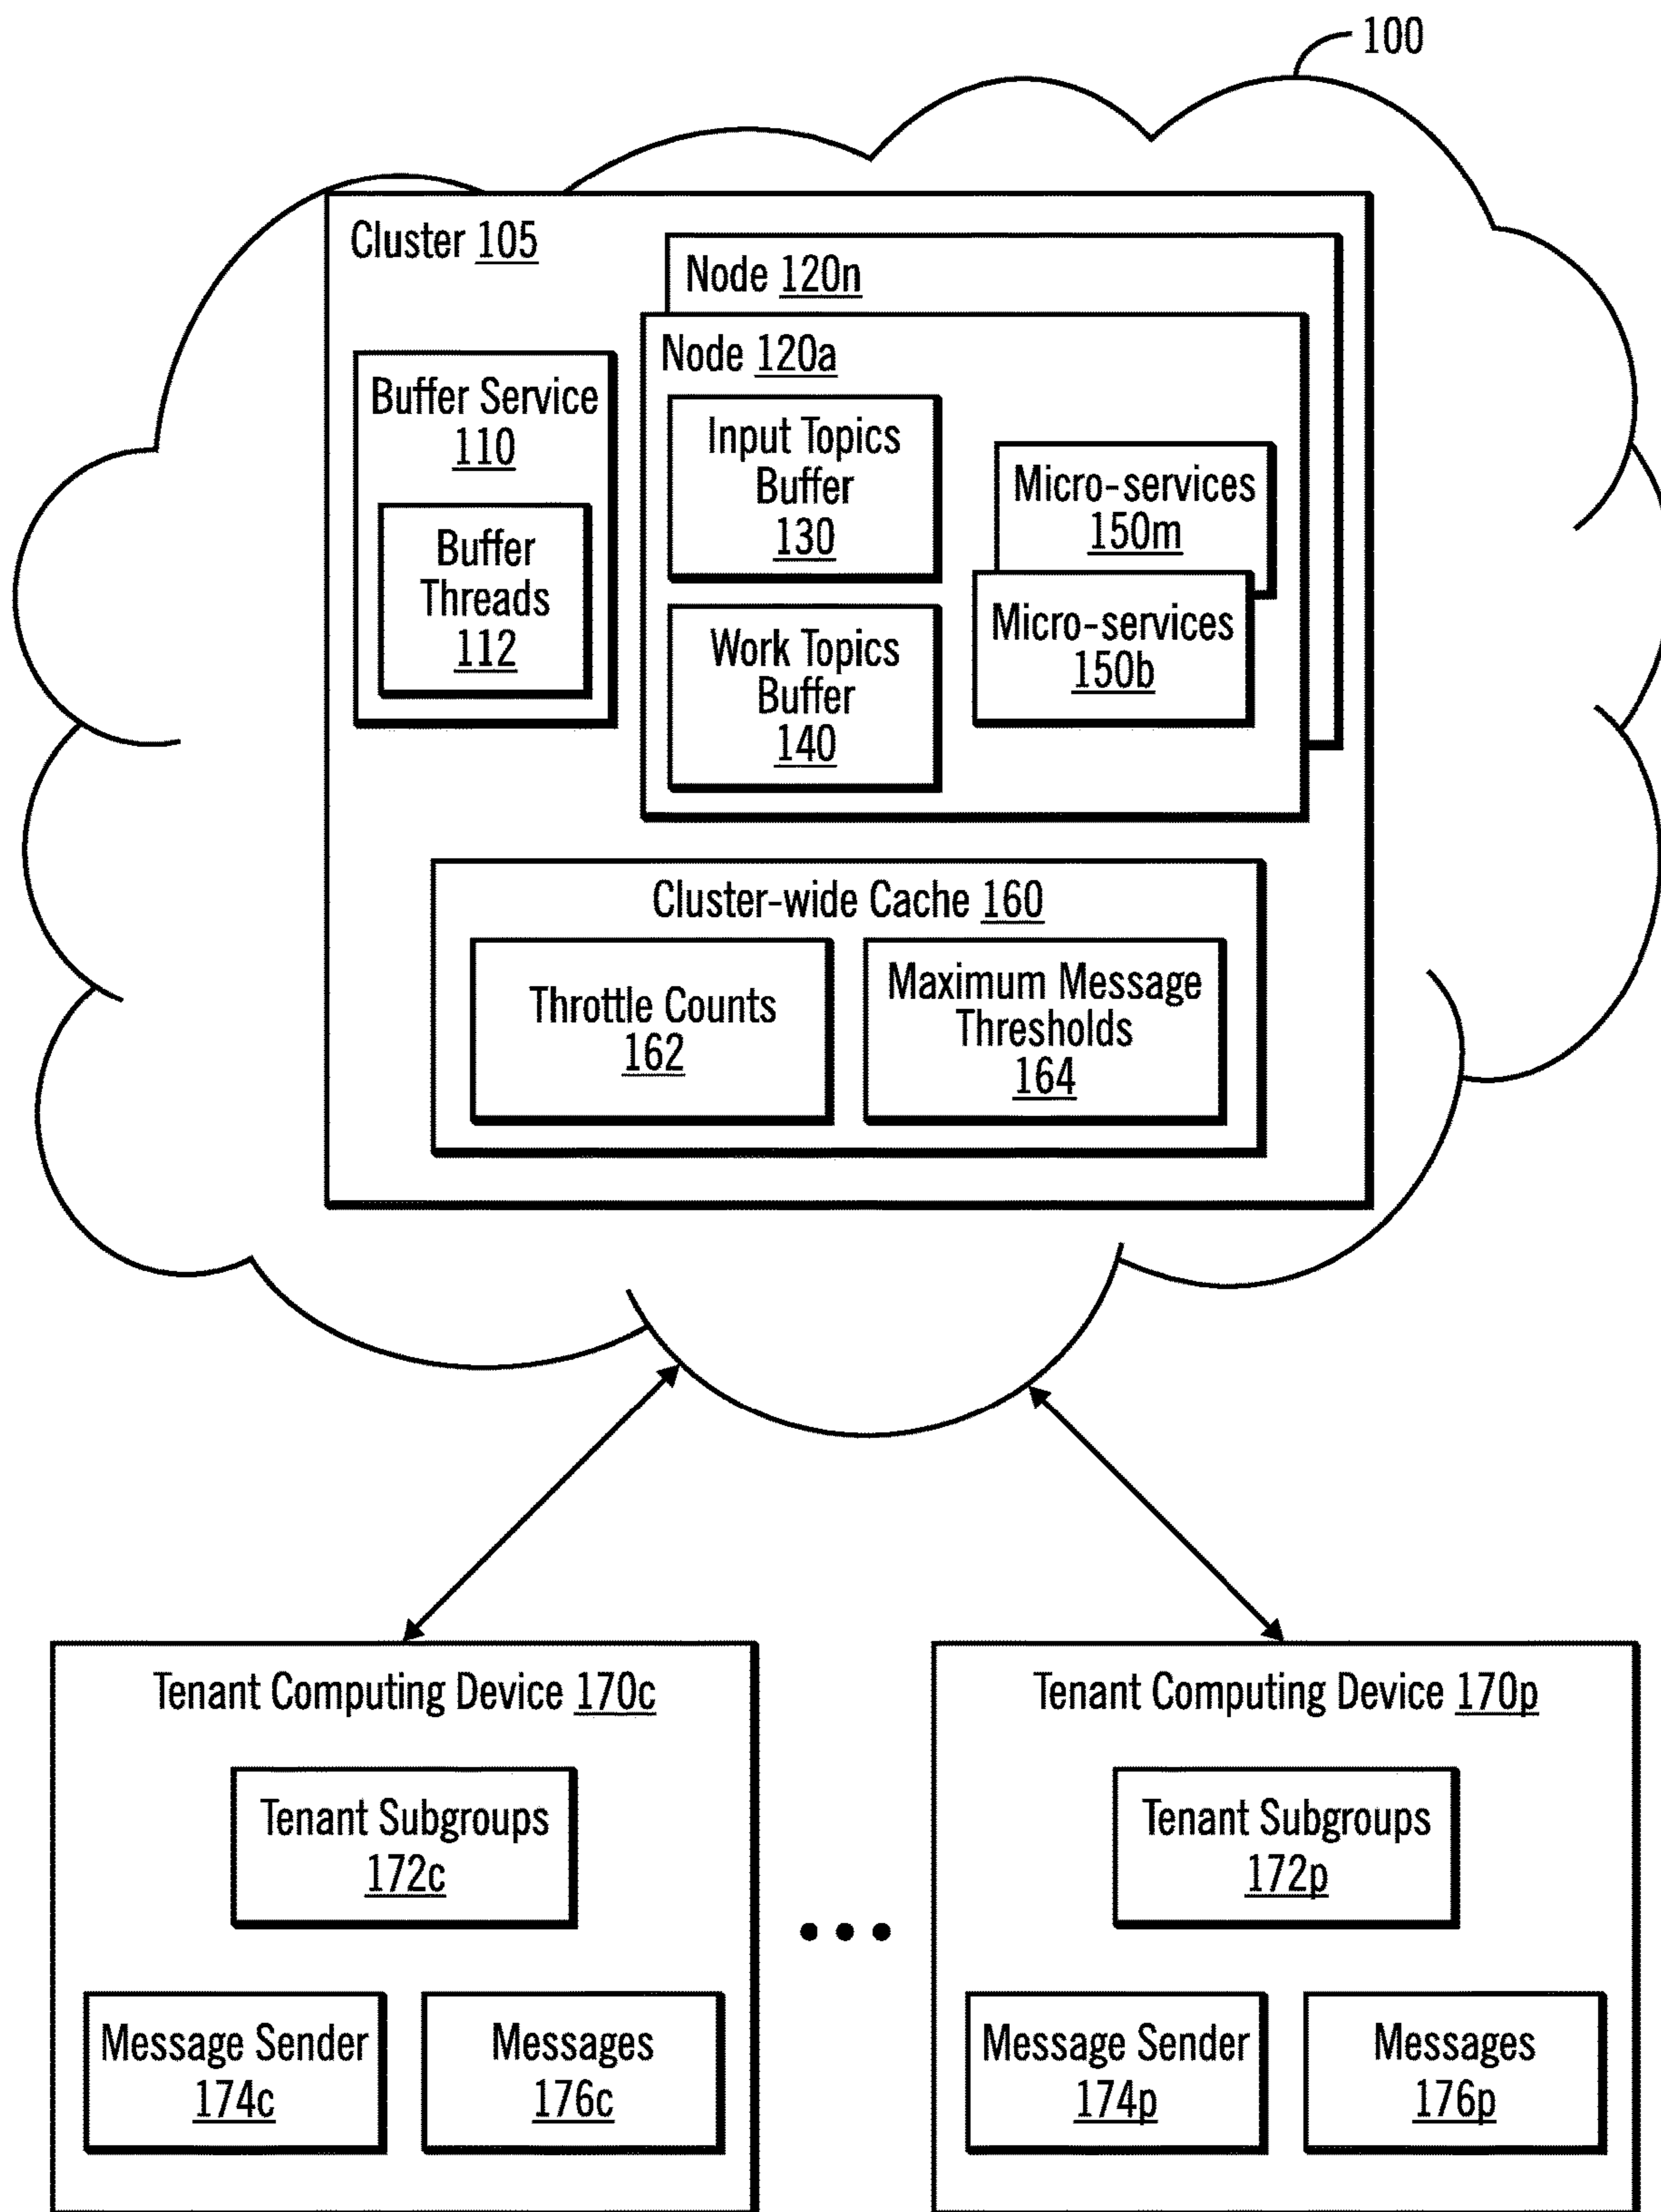 100
Cluster 105
Node 120n
Node 120a
Buffer Service
110
Buffer
Threads
112
Input Topics
Buffer
130
Work Topics
Buffer
140
Micro-services
150m
Micro-services
150b
Cluster-wide Cache 160
Throttle Counts
162
Maximum Message
Thresholds
164
Tenant Computing Device 170c
Tenant Subgroups
172c
Message Sender
174c
Messages
176c
Tenant Computing Device 170p
Tenant Subgroups
172p
Message Sender
174p
Messages
176p